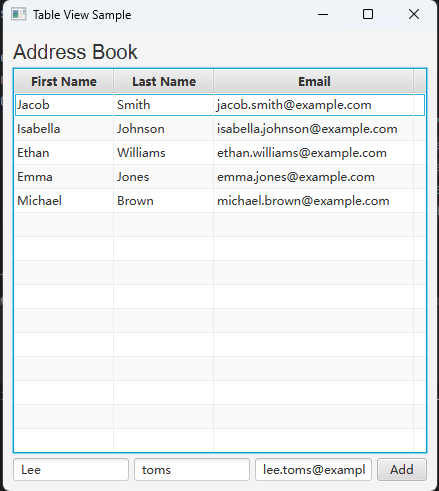 Table View Sample
Address Book
First Name Last Name Email
Jacob Smith jacob.smith@example.com
Isabella Johnson isabella.johnson@example.com
Ethan Williams ethan.williams@example.com
Emma Jones emma.jones@example.com
Michael Brown michael.brown@example.com
Lee toms lee.toms@exampl Add